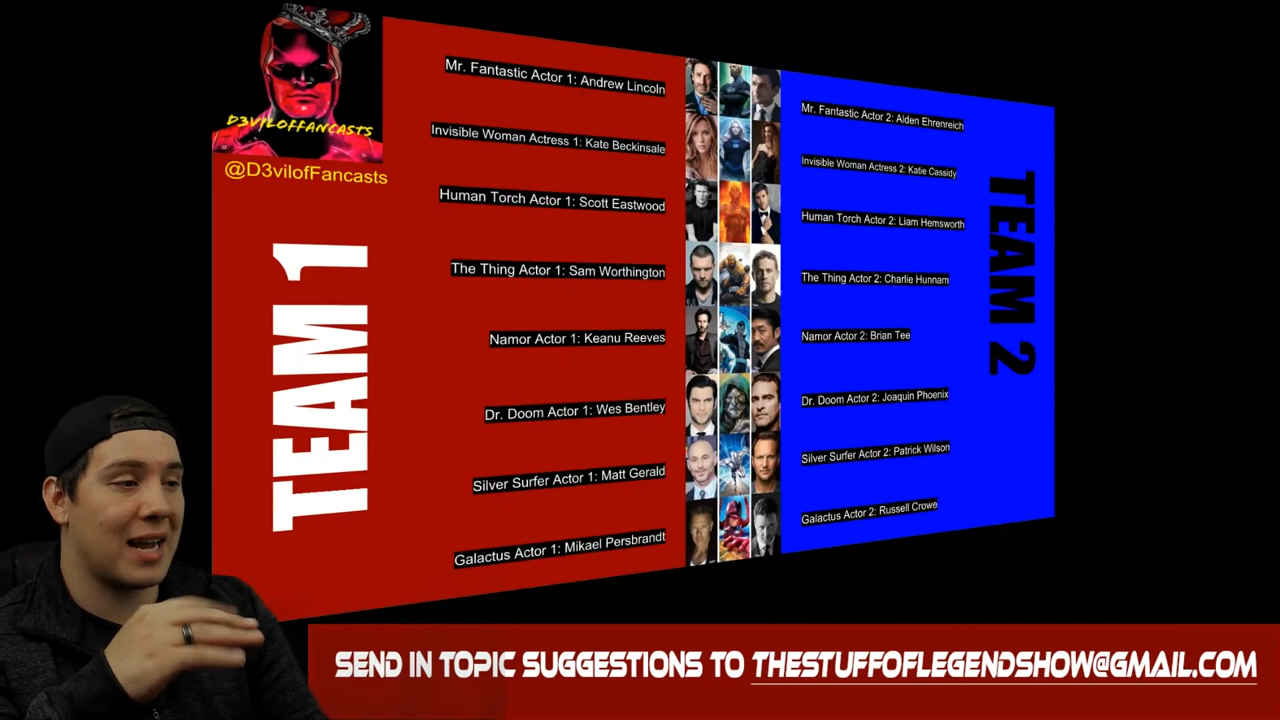 D3VILOFFANCASTS
@D3vilofFancasts
TEAM 1
Mr. Fantastic Actor 1: Andrew Lincoln
Invisible Woman Actress 1: Kate Beckinsale
Human Torch Actor 1: Scott Eastwood
The Thing Actor 1: Sam Worthington
Namor Actor 1: Keanu Reeves
Dr. Doom Actor 1: Wes Bentley
Silver Surfer Actor 1: Matt Gerald
Galactus Actor 1: Mikael Persbrandt
Mr. Fantastic Actor 2: Alden Ehrenreich
Invisible Woman Actress 2: Katie Cassidy
Human Torch Actor 2: Liam Hemsworth
The Thing Actor 2: Charlie Hunnam
Namor Actor 2: Brian Tee
Dr. Doom Actor 2: Joaquin Phoenix
Silver Surfer Actor 2: Patrick Wilson
Galactus Actor 2: Russell Crowe
TEAM 2
SEND IN TOPIC SUGGESTIONS TO THESTUFFOFLEGENDSHOW@GMAIL.COM